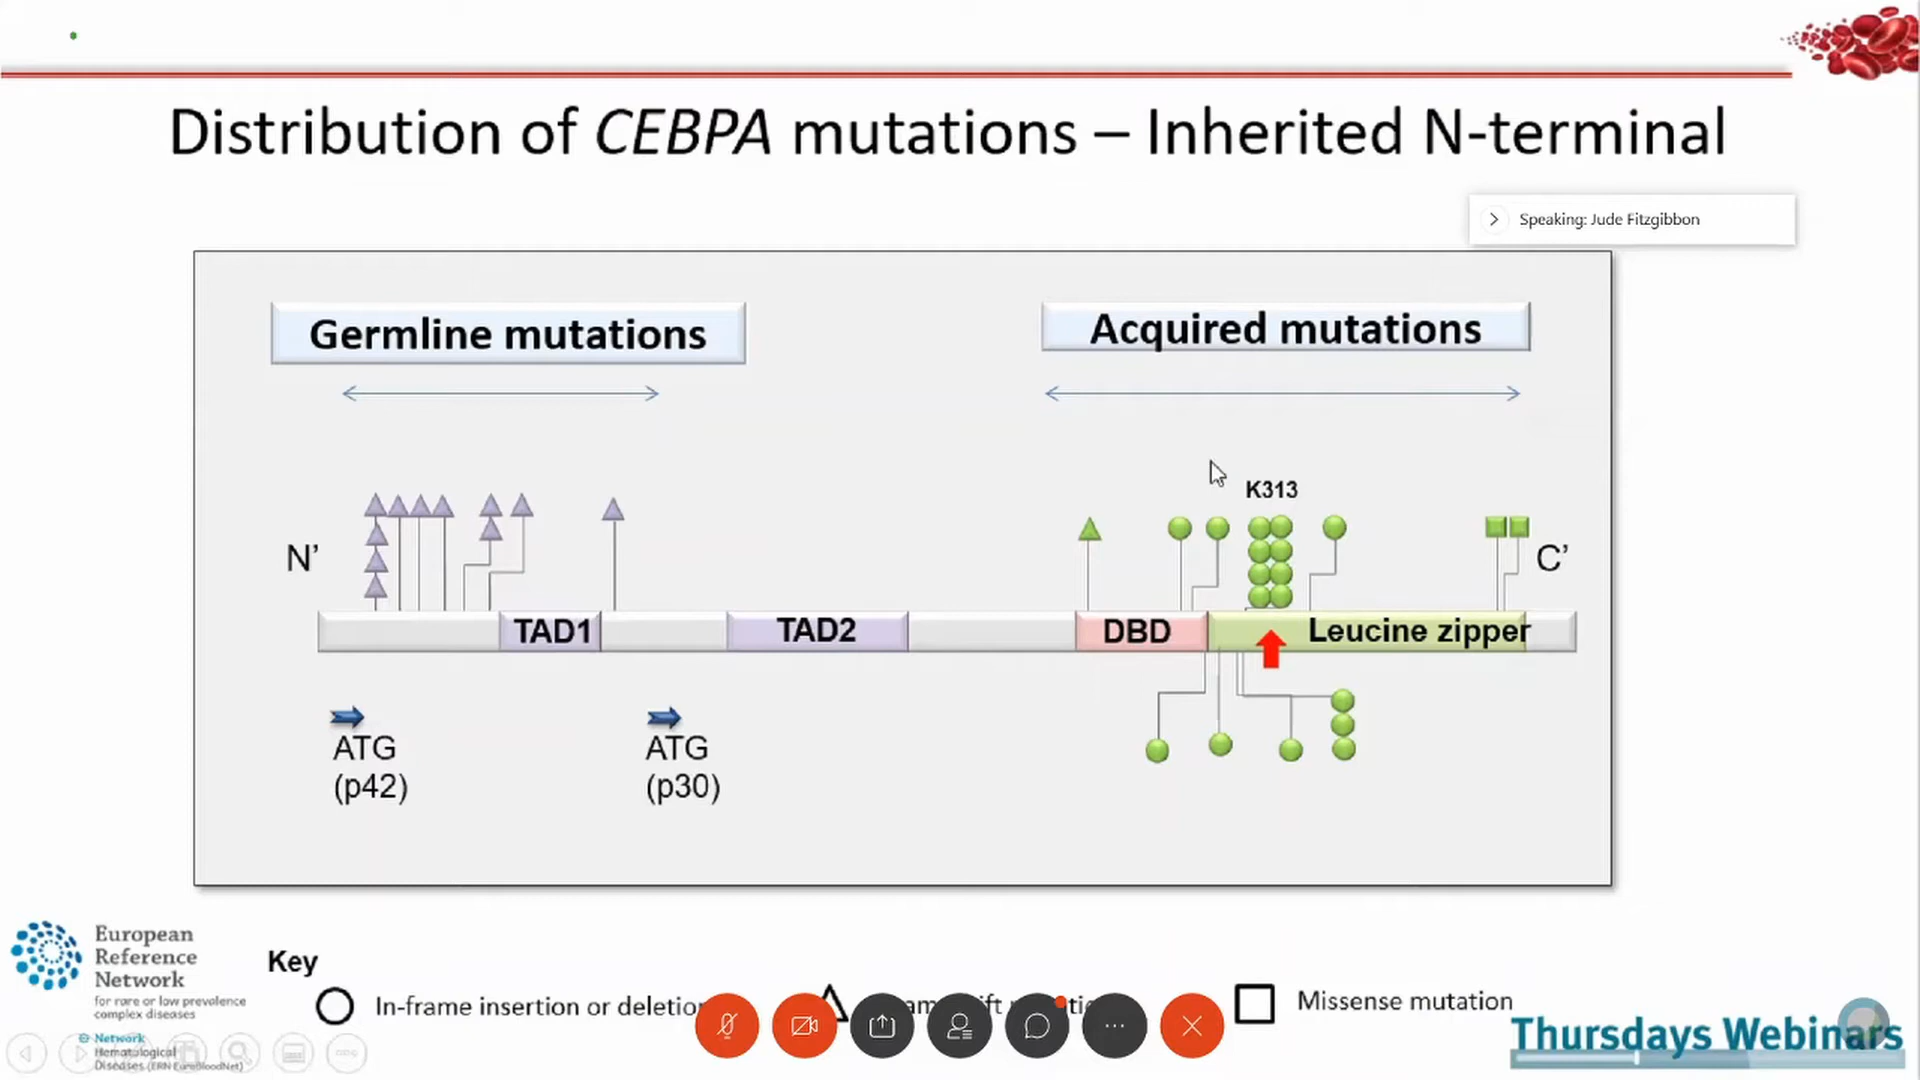 Distribution of CEBPA mutations – Inherited N-terminal
Speaking: Jude Fitzgibbon
Germline mutations
Acquired mutations
K313
N’
C’
TAD1
TAD2
DBD
Leucine zipper
ATG
(p42)
ATG
(p30)
European
Reference
Network
for rare or low prevalence
complex diseases
Network
Hematological
Diseases (ERN EuroBloodNet)
Key
In-frame insertion or deletion
Missense mutation
Thursdays Webinars